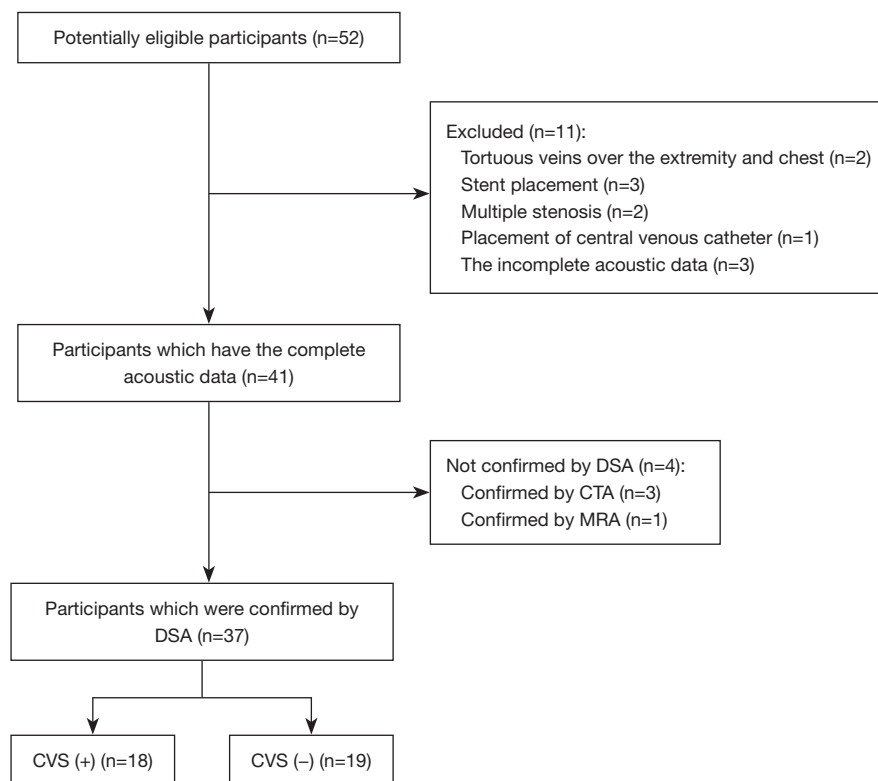 Potentially eligible participants (n=52)
Excluded (n=11):
Tortuous veins over the extremity and chest (n=2)
Stent placement (n=3)
Multiple stenosis (n=2)
Placement of central venous catheter (n=1)
The incomplete acoustic data (n=3)
Participants which have the complete
acoustic data (n=41)
Not confirmed by DSA (n=4):
Confirmed by CTA (n=3)
Confirmed by MRA (n=1)
Participants which were confirmed by
DSA (n=37)
CVS (+) (n=18)
CVS (–) (n=19)